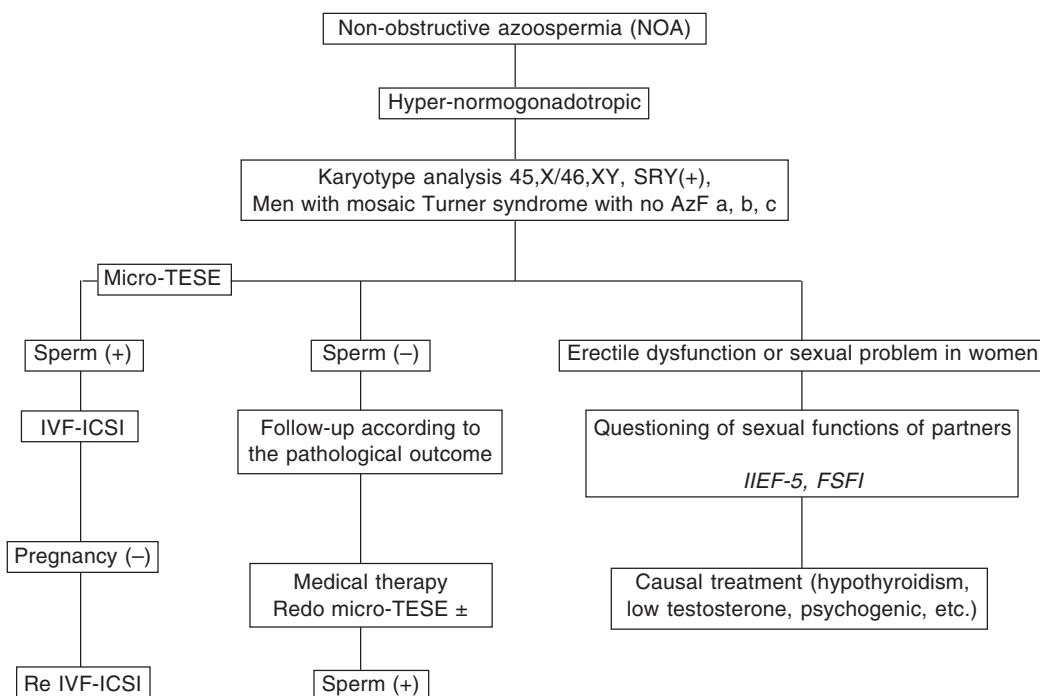 Non-obstructive azoospermia (NOA)
Hyper-normogonadotropic
Karyotype analysis 45,X/46,XY, SRY(+),
Men with mosaic Turner syndrome with no AzF a, b, c
Micro-TESE
Sperm (+)
Sperm (–)
Erectile dysfunction or sexual problem in women
IVF-ICSI
Follow-up according to
the pathological outcome
Questioning of sexual functions of partners
IIEF-5, FSFI
Pregnancy (–)
Medical therapy
Redo micro-TESE ±
Causal treatment (hypothyroidism,
low testosterone, psychogenic, etc.)
Re IVF-ICSI
Sperm (+)